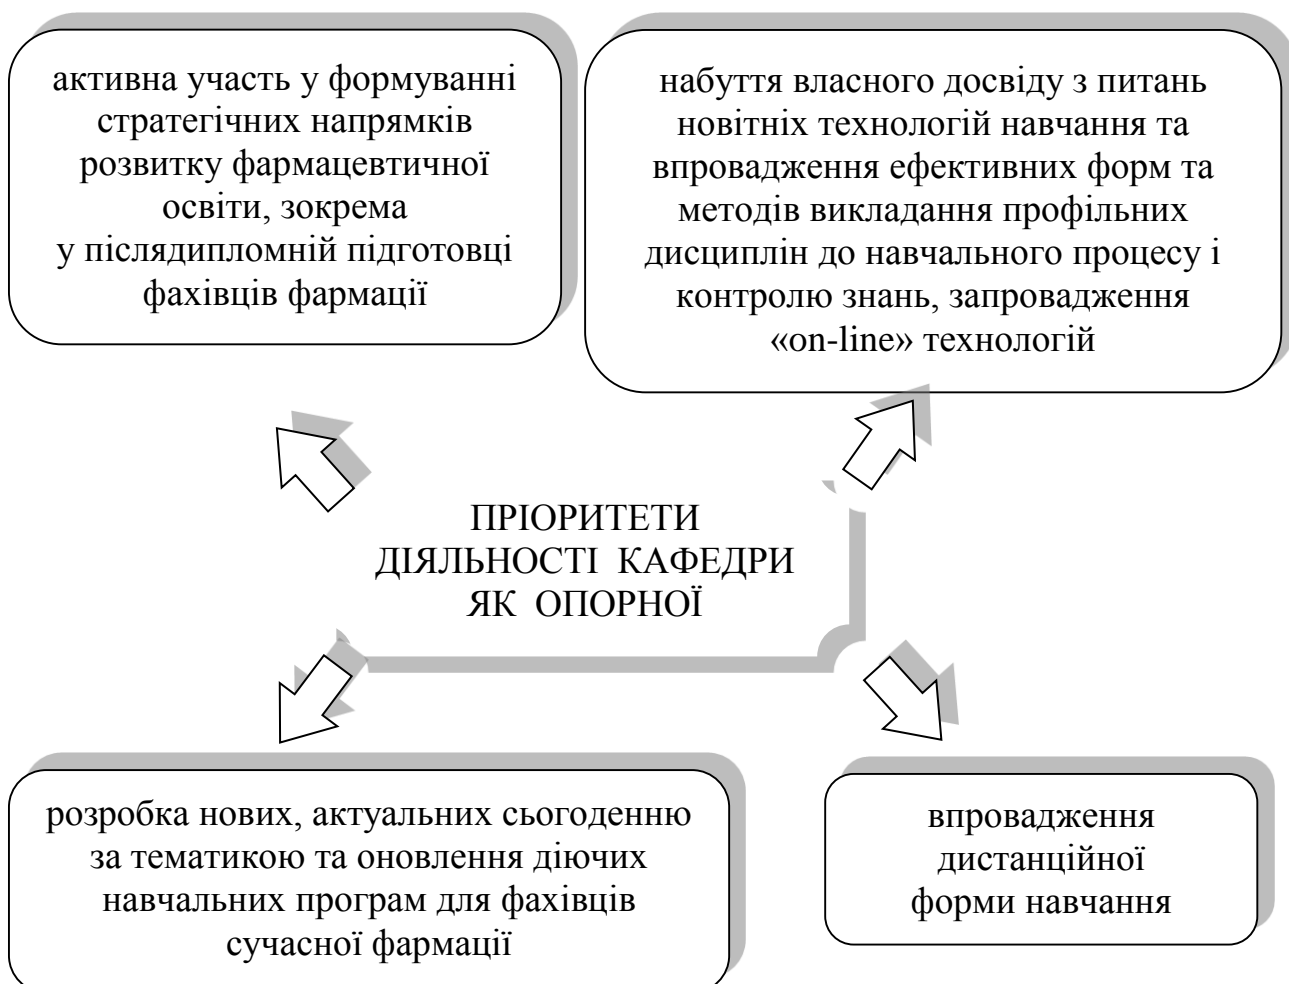 активна участь у формуванні
стратегічних напрямків
розвитку фармацевтичної
освіти, зокрема
у післядипломній підготовці
фахівців фармації
набуття власного досвіду з питань
новітніх технологій навчання та
впровадження ефективних форм та
методів викладання профільних
дисциплін до навчального процесу і
контролю знань, запровадження
«on-line» технологій
ПРІОРИТЕТИ
ДІЯЛЬНОСТІ КАФЕДРИ
ЯК ОПОРНОЇ
розробка нових, актуальних сьогоденню
за тематикою та оновлення діючих
навчальних програм для фахівців
сучасної фармації
впровадження
дистанційної
форми навчання